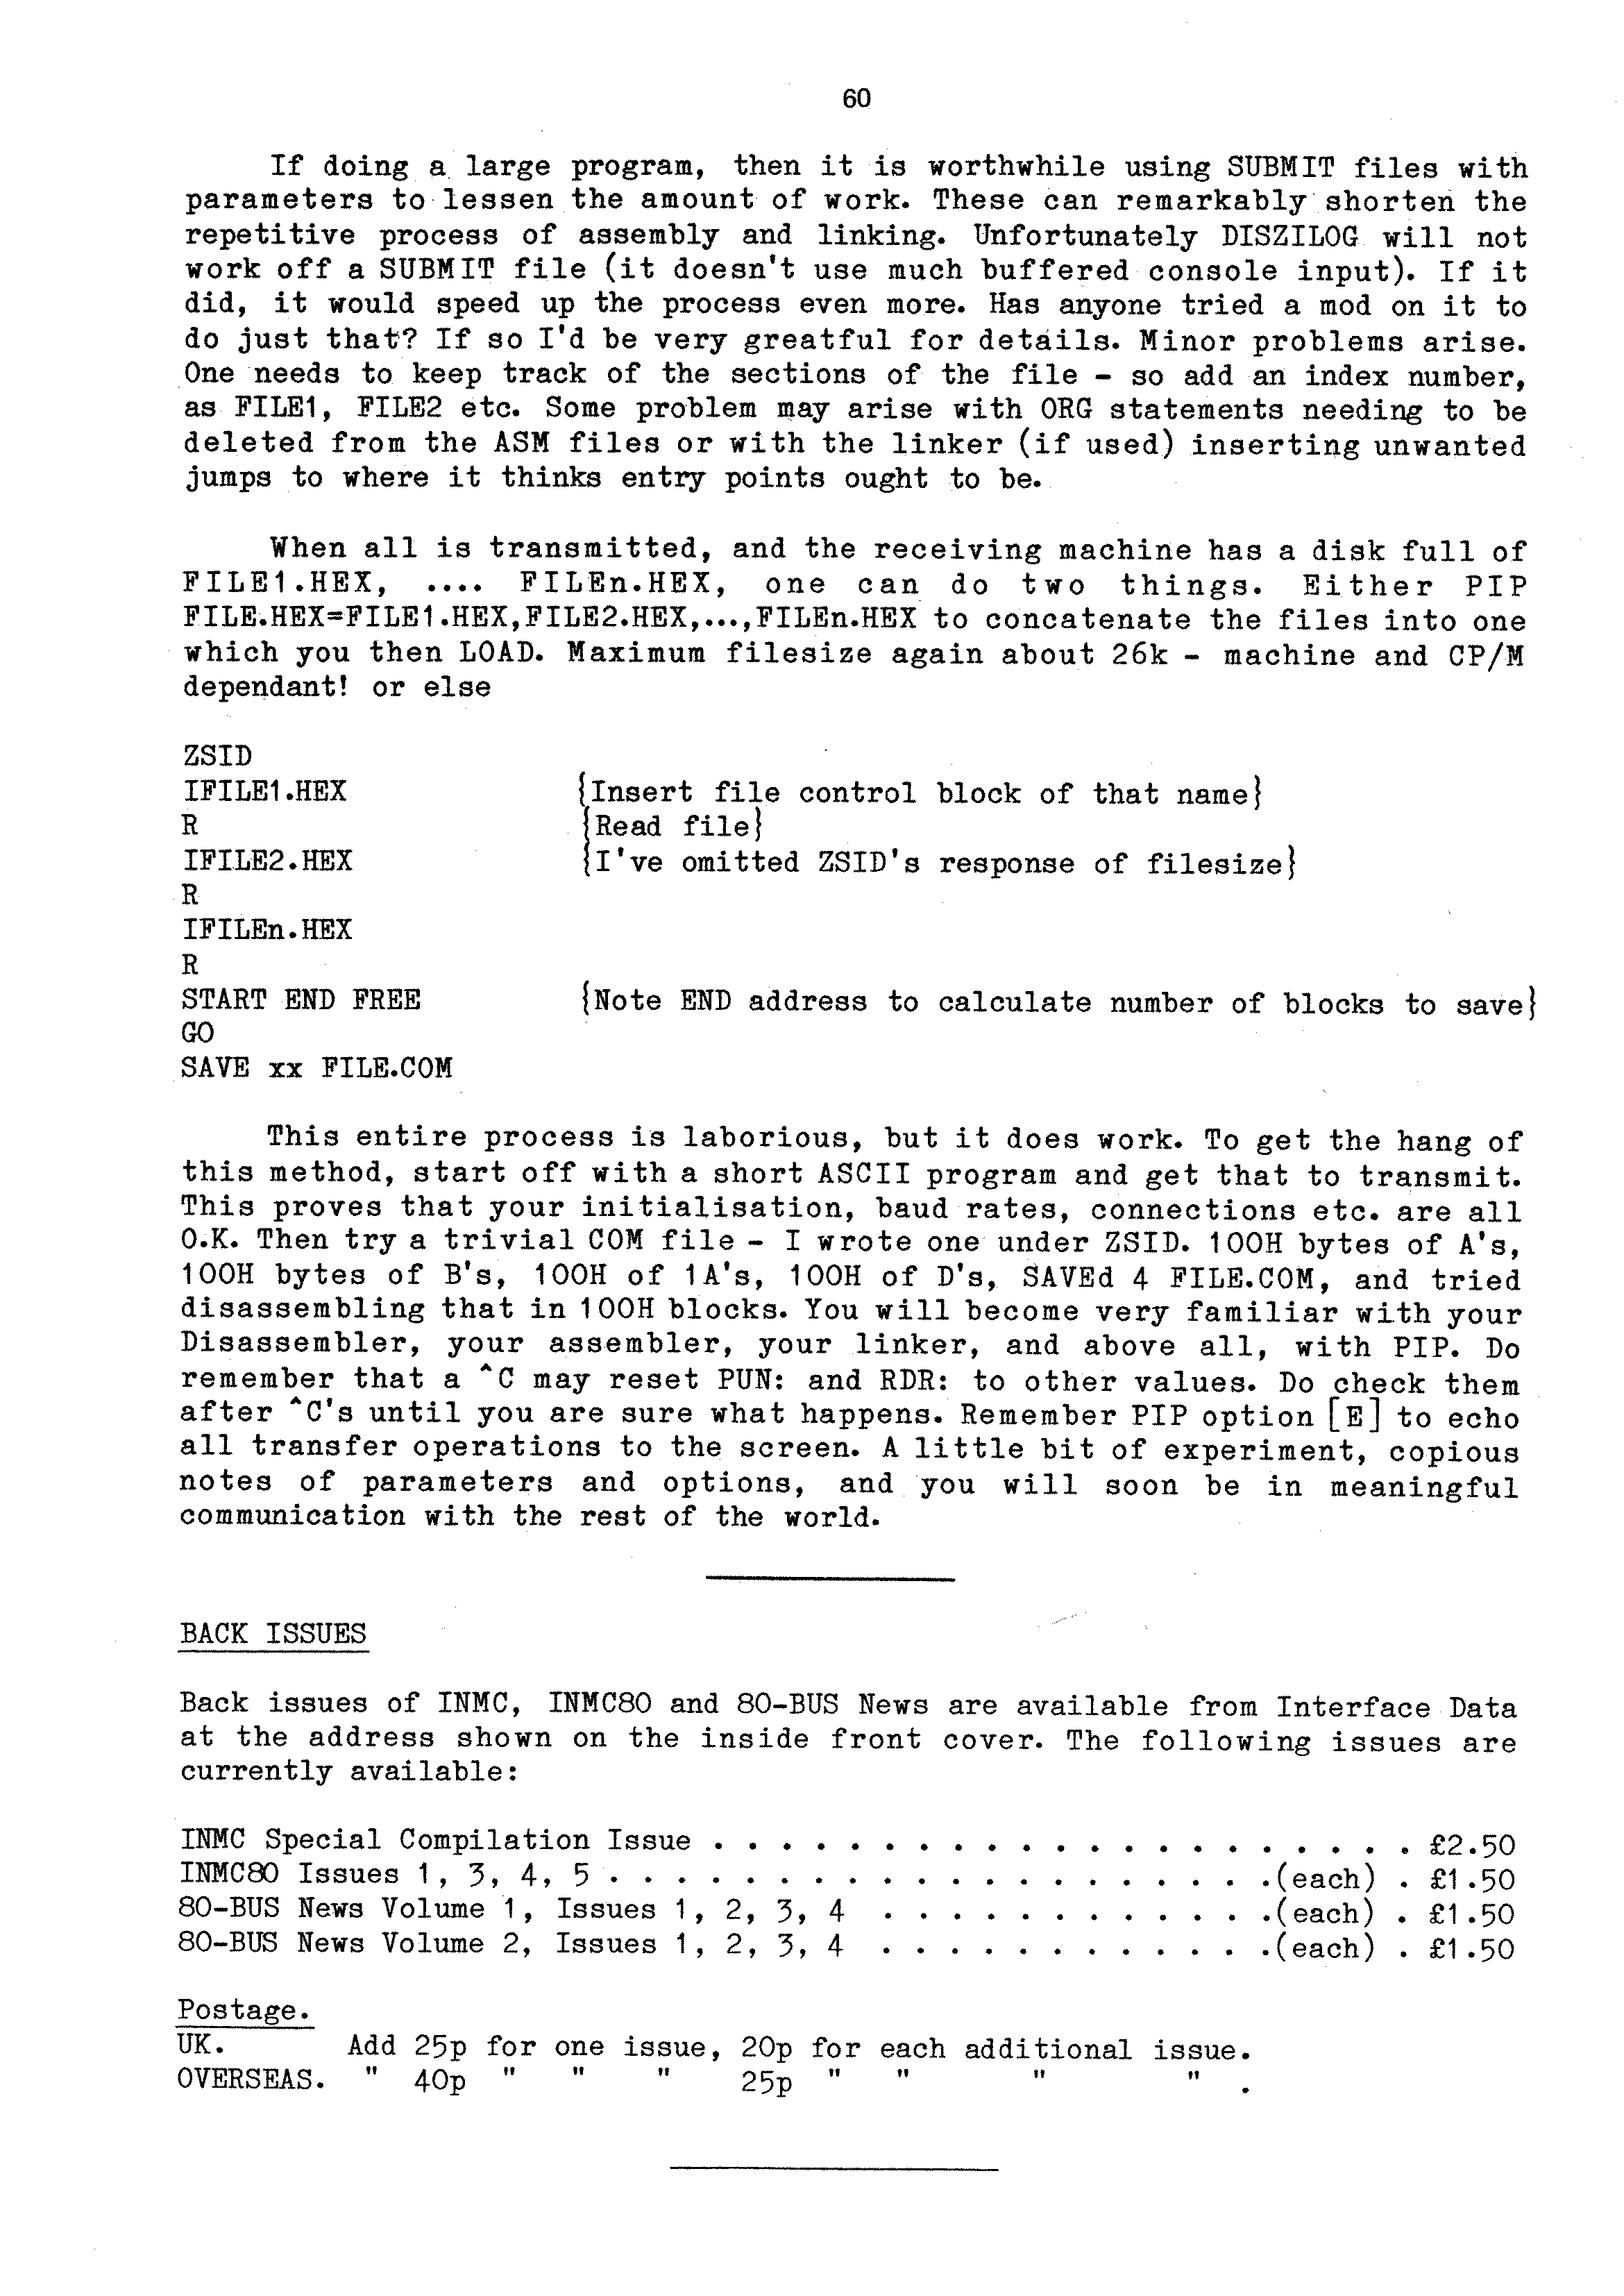 60
If doing a large program, then it is worthwhile using SUBMIT files with
parameters to lessen the amount of work. These can remarkably shorten the
repetitive process of assembly and linking. Unfortunately DISZILOG will not
work off a SUBMIT file (it doesn't use much buffered console input). If it
did, it would speed up the process even more. Has anyone tried a mod on it to
do just that? If so I'd be very greatful for details. Minor problems arise.
One needs to keep track of the sections of the file - so add an index number,
as FILE1, FILE2 etc. Some problem may arise with ORG statements needing to be
deleted from the ASM files or with the linker (if used) inserting unwanted
jumps to where it thinks entry points ought to be.
When all is transmitted, and the receiving machine has a disk full of
FILE1.HEX, .... FILEn.HEX, one can do two things. Either PIP
FILE.HEX=FILE1.HEX,FILE2.HEX,...,FILEn.HEX to concatenate the files into one
which you then LOAD. Maximum filesize again about 26k - machine and CP/M
dependant! or else
ZSID
IFILE1.HEX {Insert file control block of that name}
R {Read file}
IFILE2.HEX {I've omitted ZSID's response of filesize}
R
IFILEn.HEX
R
START END FREE {Note END address to calculate number of blocks to save}
GO
SAVE xx FILE.COM
This entire process is laborious, but it does work. To get the hang of
this method, start off with a short ASCII program and get that to transmit.
This proves that your initialisation, baud rates, connections etc. are all
O.K. Then try a trivial COM file - I wrote one under ZSID. 100H bytes of A's,
100H bytes of B's, 100H of 1A's, 100H of D's, SAVEd 4 FILE.COM, and tried
disassembling that in 100H blocks. You will become very familiar with your
Disassembler, your assembler, your linker, and above all, with PIP. Do
remember that a ^C may reset PUN: and RDR: to other values. Do check them
after ^C's until you are sure what happens. Remember PIP option [E] to echo
all transfer operations to the screen. A little bit of experiment, copious
notes of parameters and options, and you will soon be in meaningful
communication with the rest of the world.
BACK ISSUES
Back issues of INMC, INMC80 and 80-BUS News are available from Interface Data
at the address shown on the inside front cover. The following issues are
currently available:
INMC Special Compilation Issue . . . . . . . . . . . . . . . . . . . . . £2.50
INMC80 Issues 1, 3, 4, 5 . . . . . . . . . . . . . . . . . . . .(each) . £1.50
80-BUS News Volume 1, Issues 1, 2, 3, 4 . . . . . . . . . . . .(each) . £1.50
80-BUS News Volume 2, Issues 1, 2, 3, 4 . . . . . . . . . . . .(each) . £1.50
Postage.
UK. Add 25p for one issue, 20p for each additional issue.
OVERSEAS. " 40p " " " 25p " " " " .